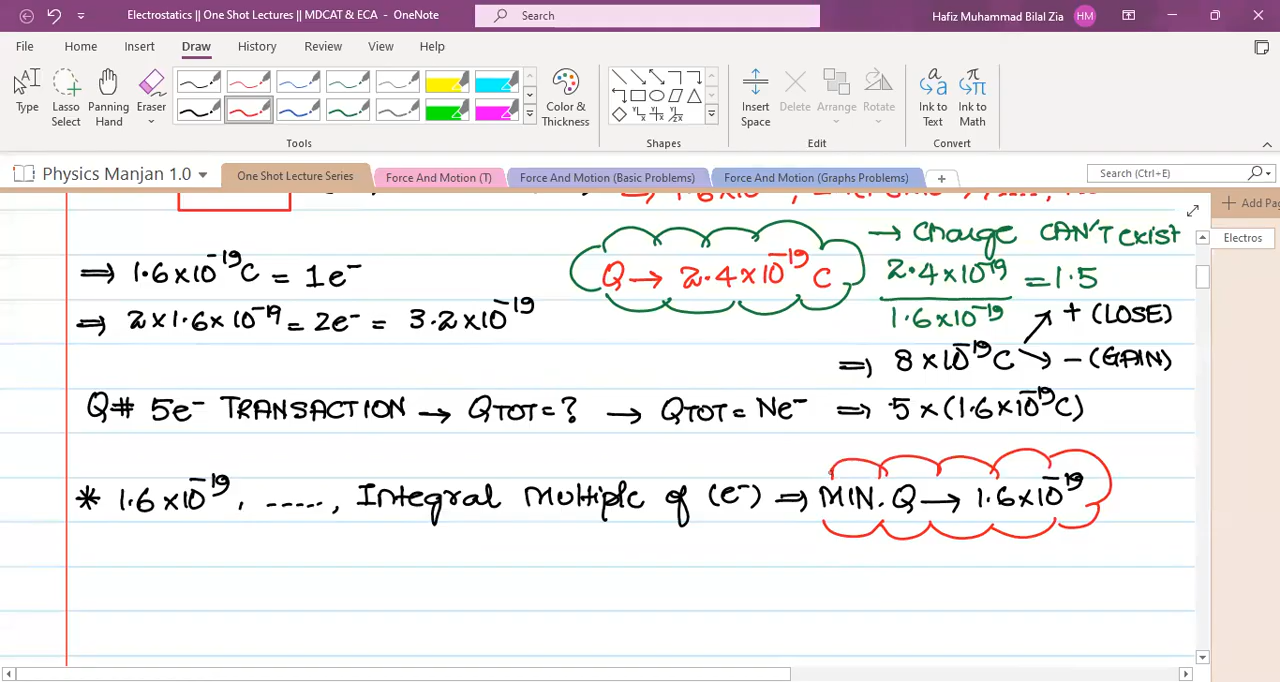 Electrostatics || One Shot Lectures || MDCAT & ECA - OneNote
Search
Hafiz Muhammad Bilal Zia
HM
File Home Insert Draw History Review View Help
Type
Lasso Select
Panning Hand
Eraser
Color & Thickness
Insert Space
Delete
Arrange
Rotate
Ink to Text
Ink to Math
Tools
Shapes
Edit
Convert
Physics Manjan 1.0
One Shot Lecture Series
Force And Motion (T)
Force And Motion (Basic Problems)
Force And Motion (Graphs Problems)
Search (Ctrl+E)
Add Pag
Electros
→ Charge CAN'T exist
⇒ 1.6×10⁻¹⁹C = 1e⁻
Q → 2.4×10⁻¹⁹ C
2.4×10⁻¹⁹ / 1.6×10⁻¹⁹ = 1.5
⇒ 2×1.6×10⁻¹⁹ = 2e⁻ = 3.2×10⁻¹⁹
+ (LOSE)
⇒ 8×10⁻¹⁹C
− (GAIN)
Q# 5e⁻ TRANSACTION → QTOT = ? → QTOT = Ne⁻ ⇒ 5×(1.6×10⁻¹⁹C)
* 1.6×10⁻¹⁹, ......, Integral Multiple of (e⁻) ⇒ MIN. Q → 1.6×10⁻¹⁹